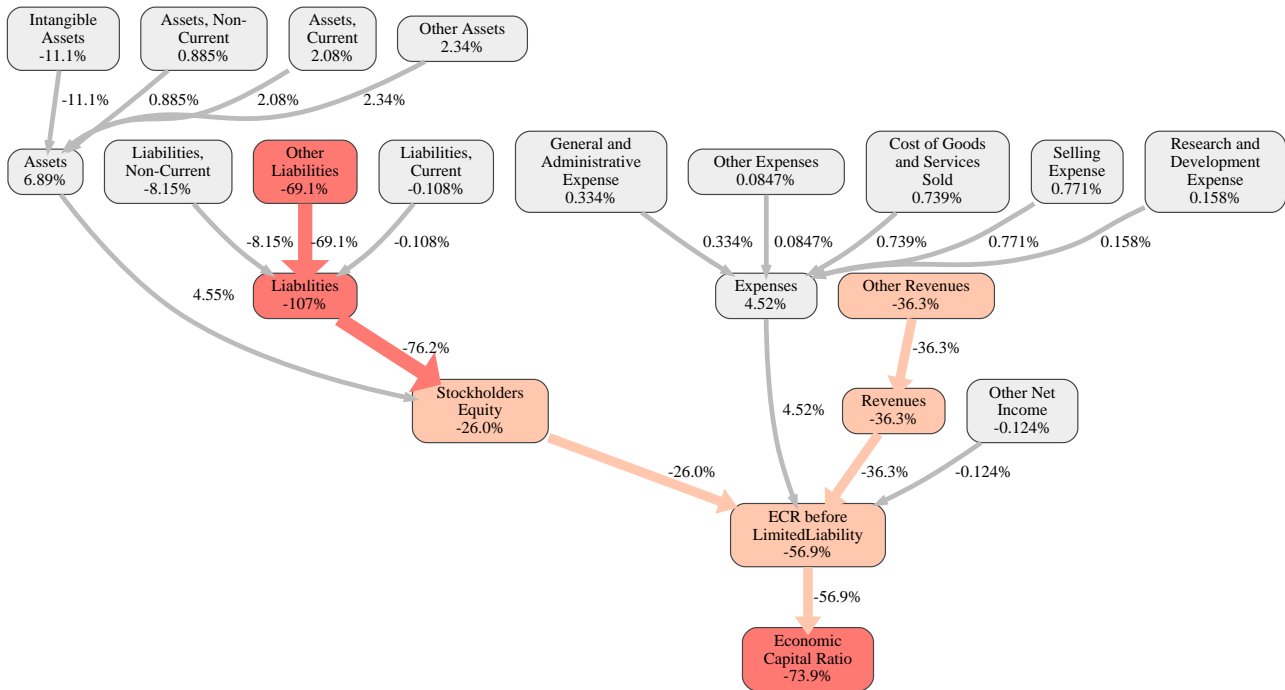 Intangible
Assets
-11.1%
Assets, Non-
Current
0.885%
Assets,
Current
2.08%
Other Assets
2.34%
-11.1%
0.885%
2.08%
2.34%
Assets
6.89%
Liabilities,
Non-Current
-8.15%
Other
Liabilities
-69.1%
Liabilities,
Current
-0.108%
General and
Administrative
Expense
0.334%
Other Expenses
0.0847%
Cost of Goods
and Services
Sold
0.739%
Selling
Expense
0.771%
Research and
Development
Expense
0.158%
-8.15%
-69.1%
-0.108%
0.334%
0.0847%
0.739%
0.771%
0.158%
4.55%
Liabilities
-107%
Expenses
4.52%
Other Revenues
-36.3%
-76.2%
-36.3%
Stockholders
Equity
-26.0%
4.52%
Revenues
-36.3%
Other Net
Income
-0.124%
-26.0%
-36.3%
-0.124%
ECR before
LimitedLiability
-56.9%
-56.9%
Economic
Capital Ratio
-73.9%